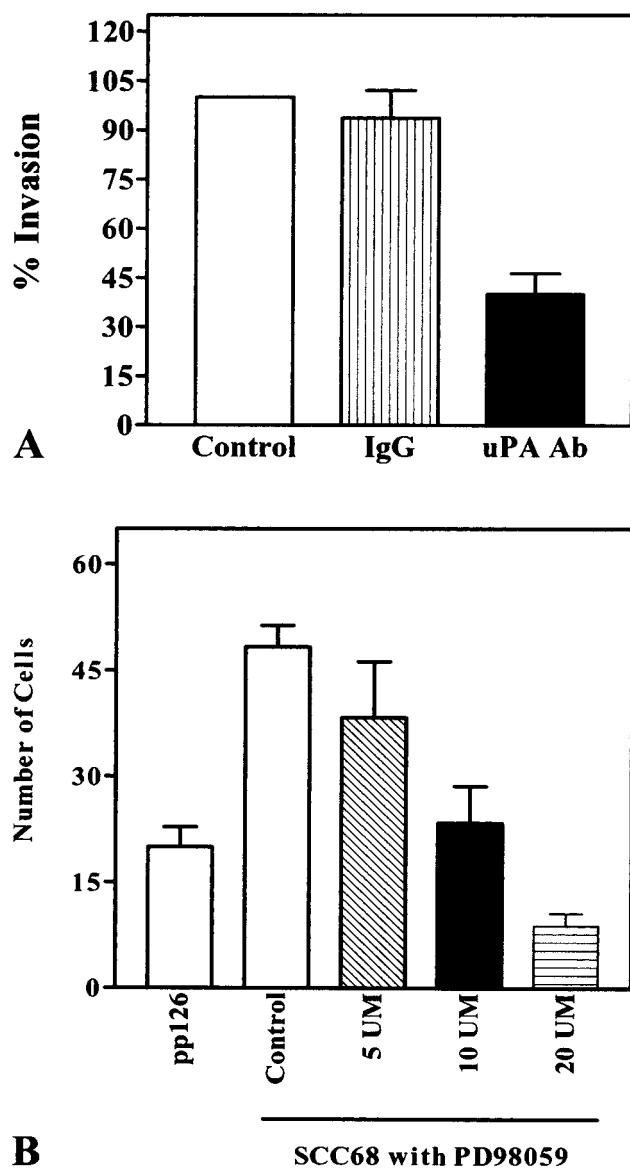 120
105
90
75
60
45
30
15
0
% Invasion
Control IgG uPA Ab
A
60
45
30
15
0
Number of Cells
pp126
Control
5 UM
10 UM
20 UM
SCC68 with PD98059
B